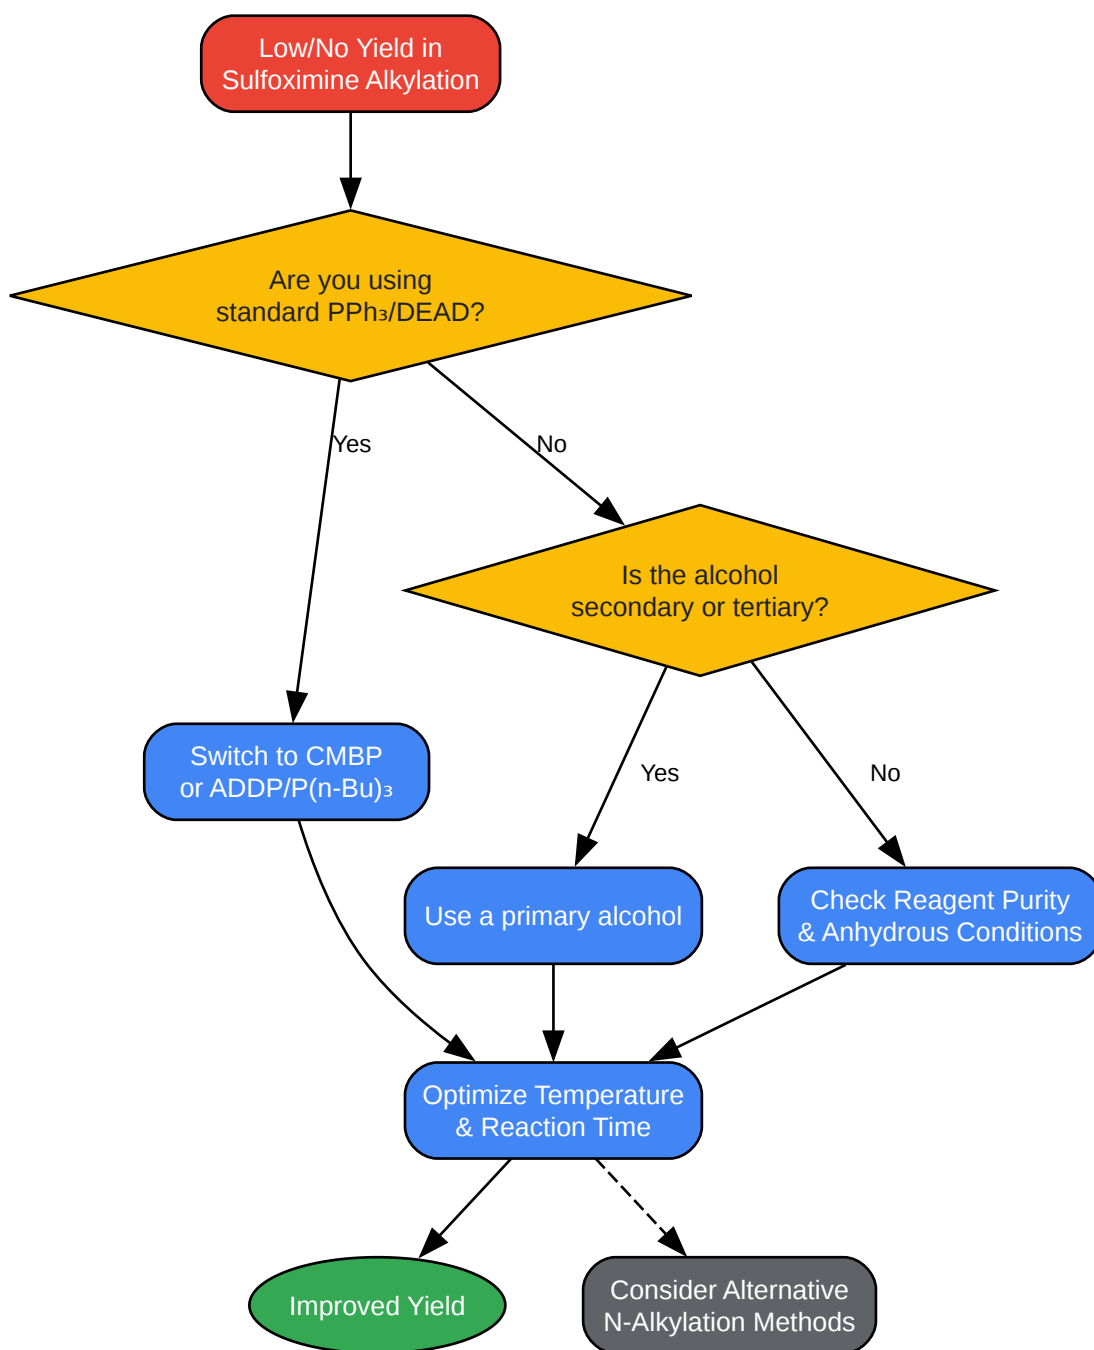 Low/No Yield in
Sulfoximine Alkylation
Are you using
standard PPh₃/DEAD?
Yes
No
Is the alcohol
secondary or tertiary?
Switch to CMBP
or ADDP/P(n-Bu)₃
Yes
No
Use a primary alcohol
Check Reagent Purity
& Anhydrous Conditions
Optimize Temperature
& Reaction Time
Improved Yield
Consider Alternative
N-Alkylation Methods